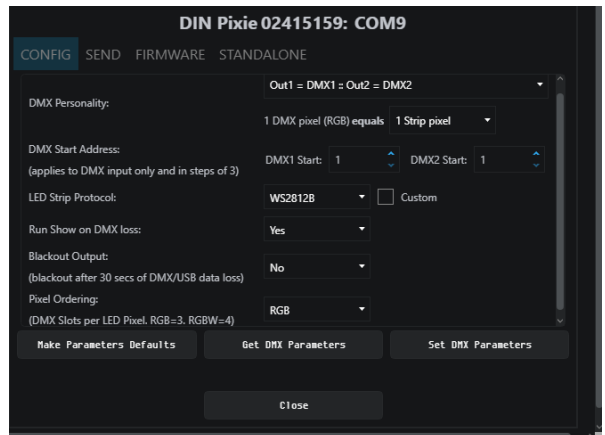 DIN Pixie 02415159: COM9
CONFIG SEND FIRMWARE STANDALONE
Out1 = DMX1 :: Out2 = DMX2
DMX Personality:
1 DMX pixel (RGB) equals 1 Strip pixel
DMX Start Address:
(applies to DMX input only and in steps of 3)
DMX1 Start: 1 DMX2 Start: 1
LED Strip Protocol: WS2812B Custom
Run Show on DMX loss: Yes
Blackout Output:
(blackout after 30 secs of DMX/USB data loss)
No
Pixel Ordering:
(DMX Slots per LED Pixel. RGB=3. RGBW=4)
RGB
Make Parameters Defaults Get DMX Parameters Set DMX Parameters
Close